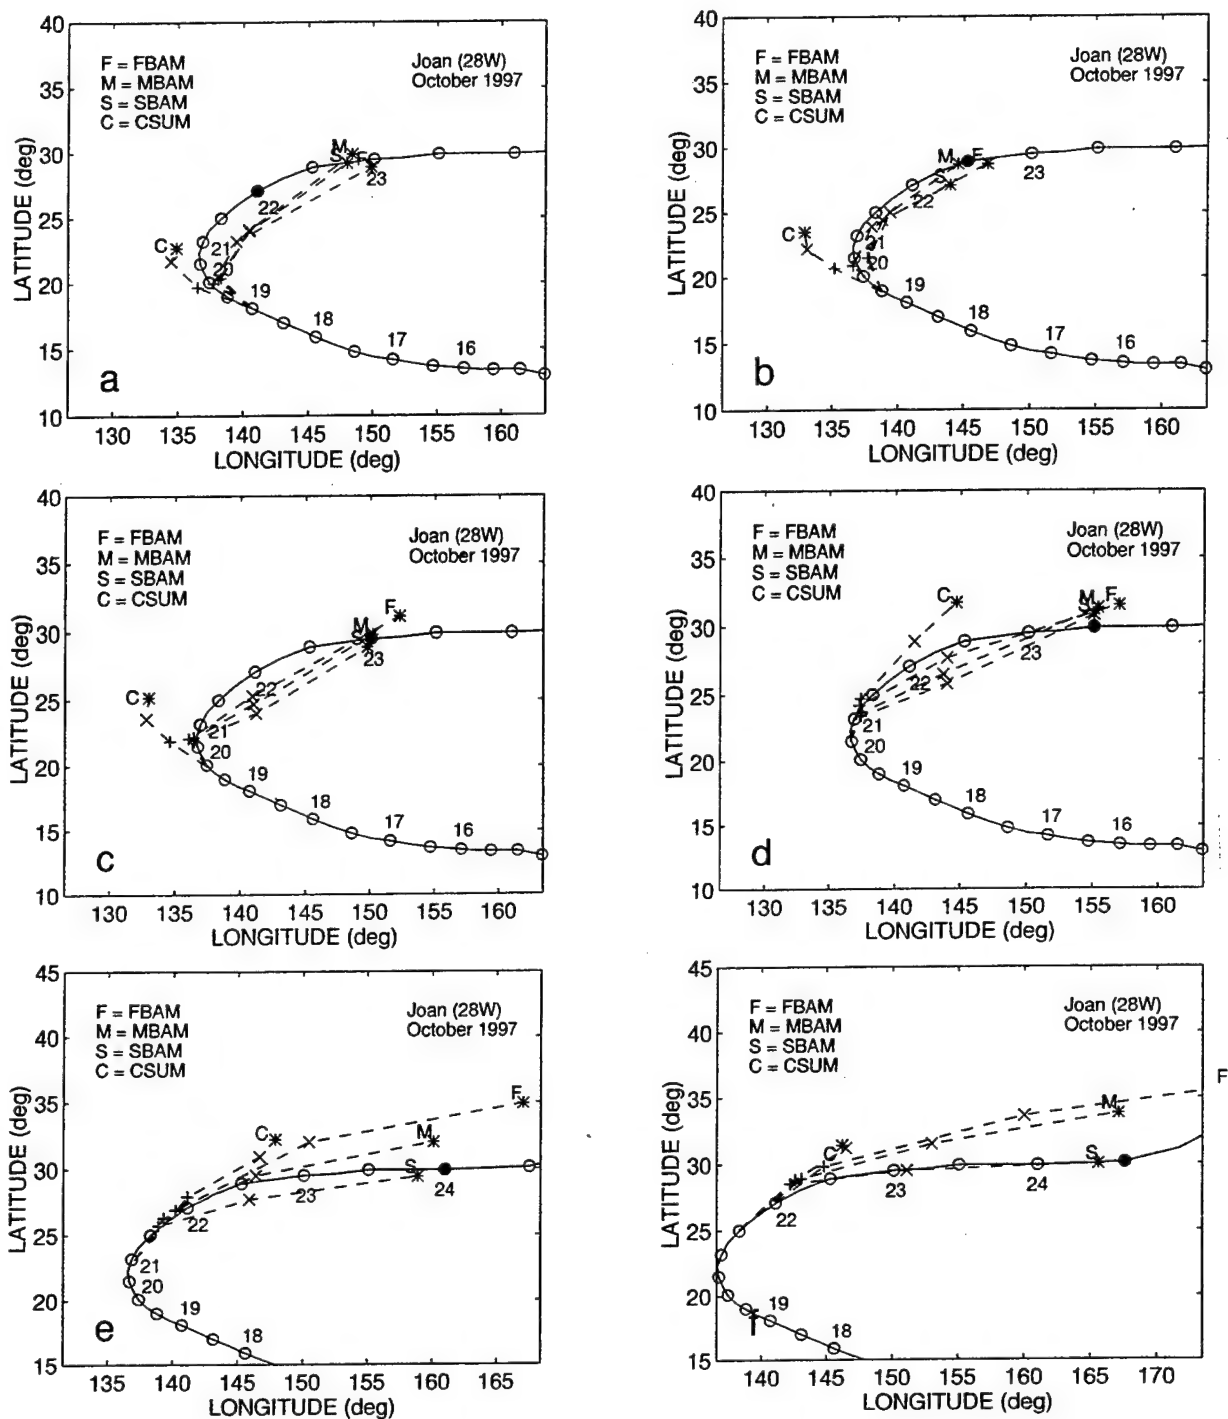 F = FBAM
M = MBAM
S = SBAM
C = CSUM
Joan (28W)
October 1997
40
35
30
25
20
15
10
LATITUDE (deg)
M
S
F
23
22
C
21
20
19
18
17
16
a
130 135 140 145 150 155 160
LONGITUDE (deg)
F = FBAM
M = MBAM
S = SBAM
C = CSUM
Joan (28W)
October 1997
40
35
30
25
20
15
10
LATITUDE (deg)
M F
S
23
22
C
21
20
19
18
17
16
b
130 135 140 145 150 155 160
LONGITUDE (deg)
F = FBAM
M = MBAM
S = SBAM
C = CSUM
Joan (28W)
October 1997
40
35
30
25
20
15
10
LATITUDE (deg)
F
M
S
23
C
22
21
20
19
18
17
16
c
130 135 140 145 150 155 160
LONGITUDE (deg)
F = FBAM
M = MBAM
S = SBAM
C = CSUM
Joan (28W)
October 1997
40
35
30
25
20
15
10
LATITUDE (deg)
C
M F
S
23
22
21
20
19
18
17
16
d
130 135 140 145 150 155 160
LONGITUDE (deg)
F = FBAM
M = MBAM
S = SBAM
C = CSUM
Joan (28W)
October 1997
45
40
35
30
25
20
15
LATITUDE (deg)
F
C
M
S
24
23
22
21
20
19
18
e
135 140 145 150 155 160 165
LONGITUDE (deg)
F = FBAM
M = MBAM
S = SBAM
C = CSUM
Joan (28W)
October 1997
45
40
35
30
25
20
15
LATITUDE (deg)
F
M
C
S
24
23
22
19
18
f
140 145 150 155 160 165 170
LONGITUDE (deg)